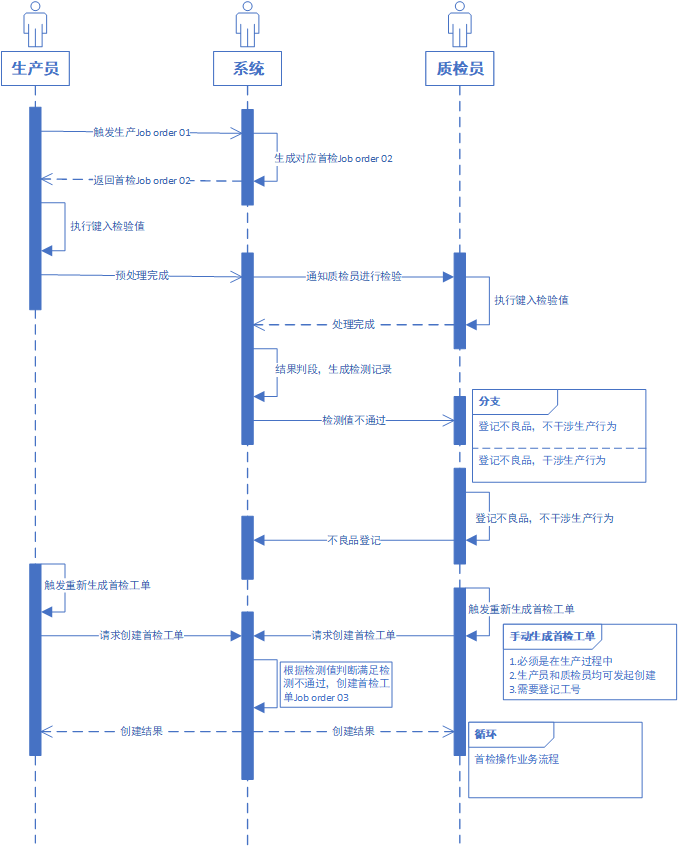 生产员
系统
质检员
触发生产Job order 01
生成对应首检Job order 02
返回首检Job order 02
执行键入检验值
预处理完成
通知质检员进行检验
执行键入检验值
处理完成
结果判段，生成检测记录
检测值不通过
分支
登记不良品，不干涉生产行为
登记不良品，干涉生产行为
登记不良品，不干涉生产行为
不良品登记
触发重新生成首检工单
触发重新生成首检工单
请求创建首检工单
请求创建首检工单
手动生成首检工单
1.必须是在生产过程中
2.生产员和质检员均可发起创建
3.需要登记工号
根据检测值判断满足检
测不通过，创建首检工
单Job order 03
创建结果
创建结果
循环
首检操作业务流程